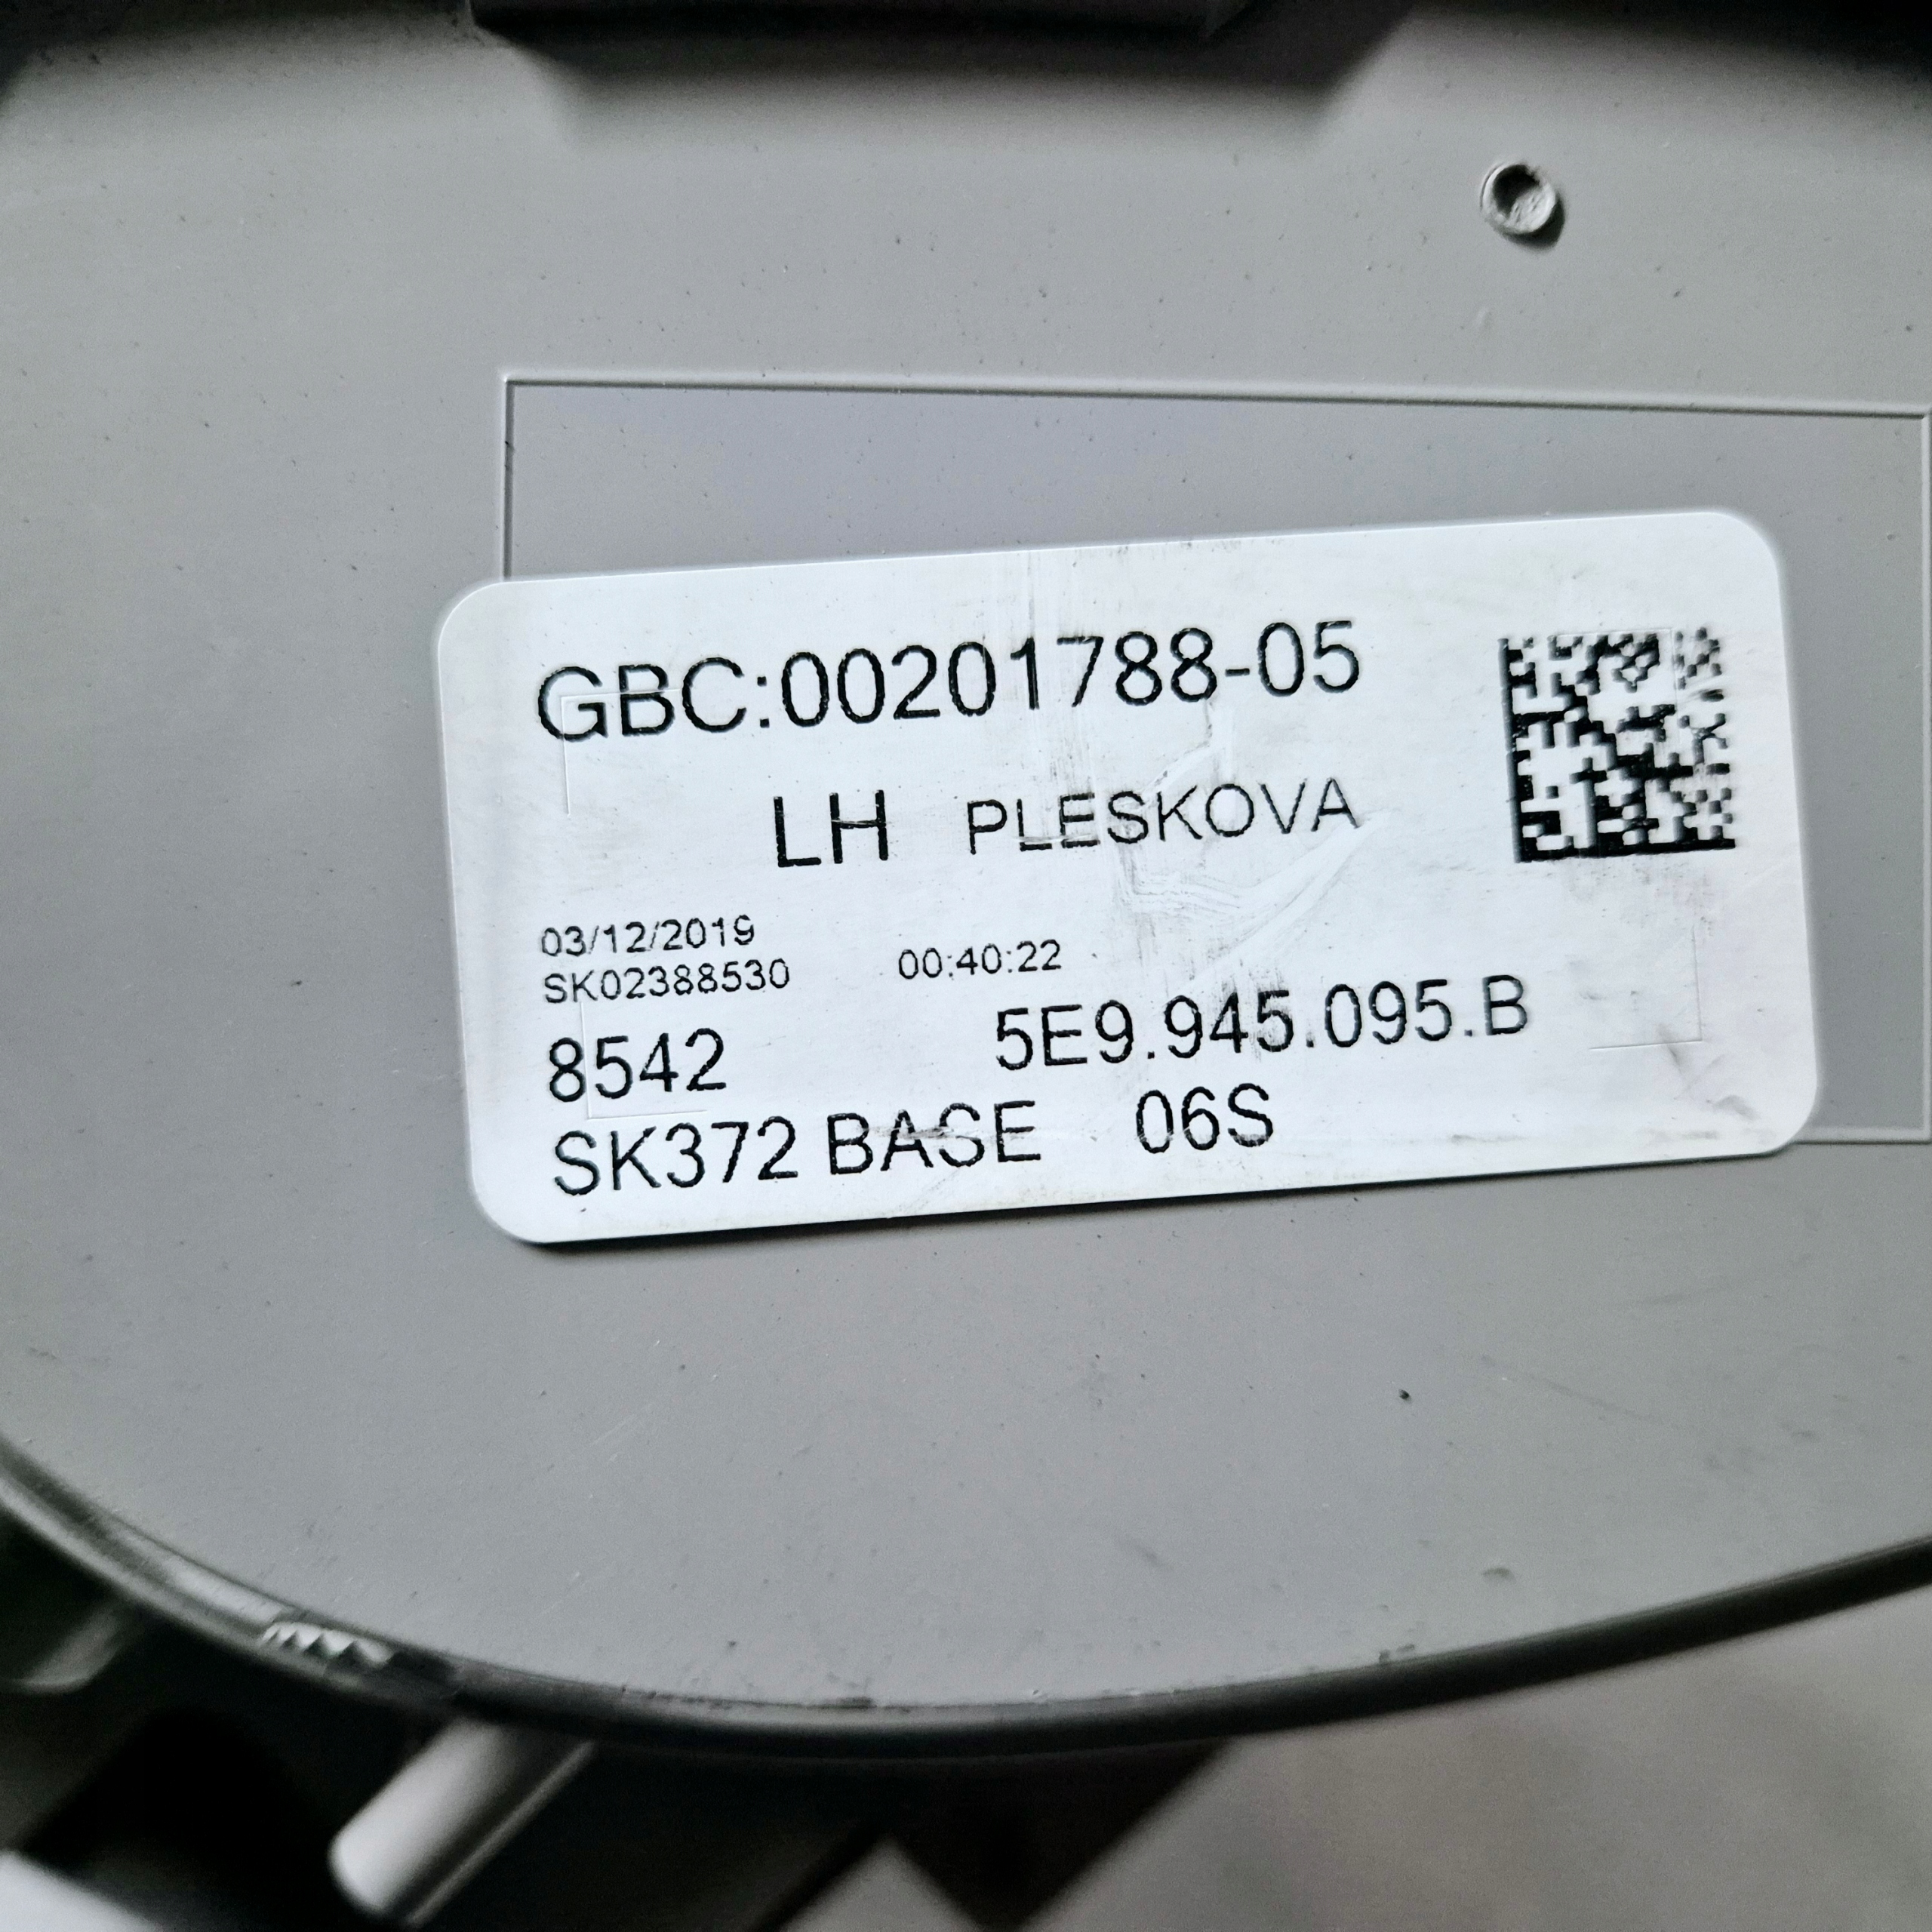 GBC:00201788-05
LH PLESKOVA
03/12/2019
SK02388530 00:40:22
8542 5E9.945.095.B
SK372 BASE 06S